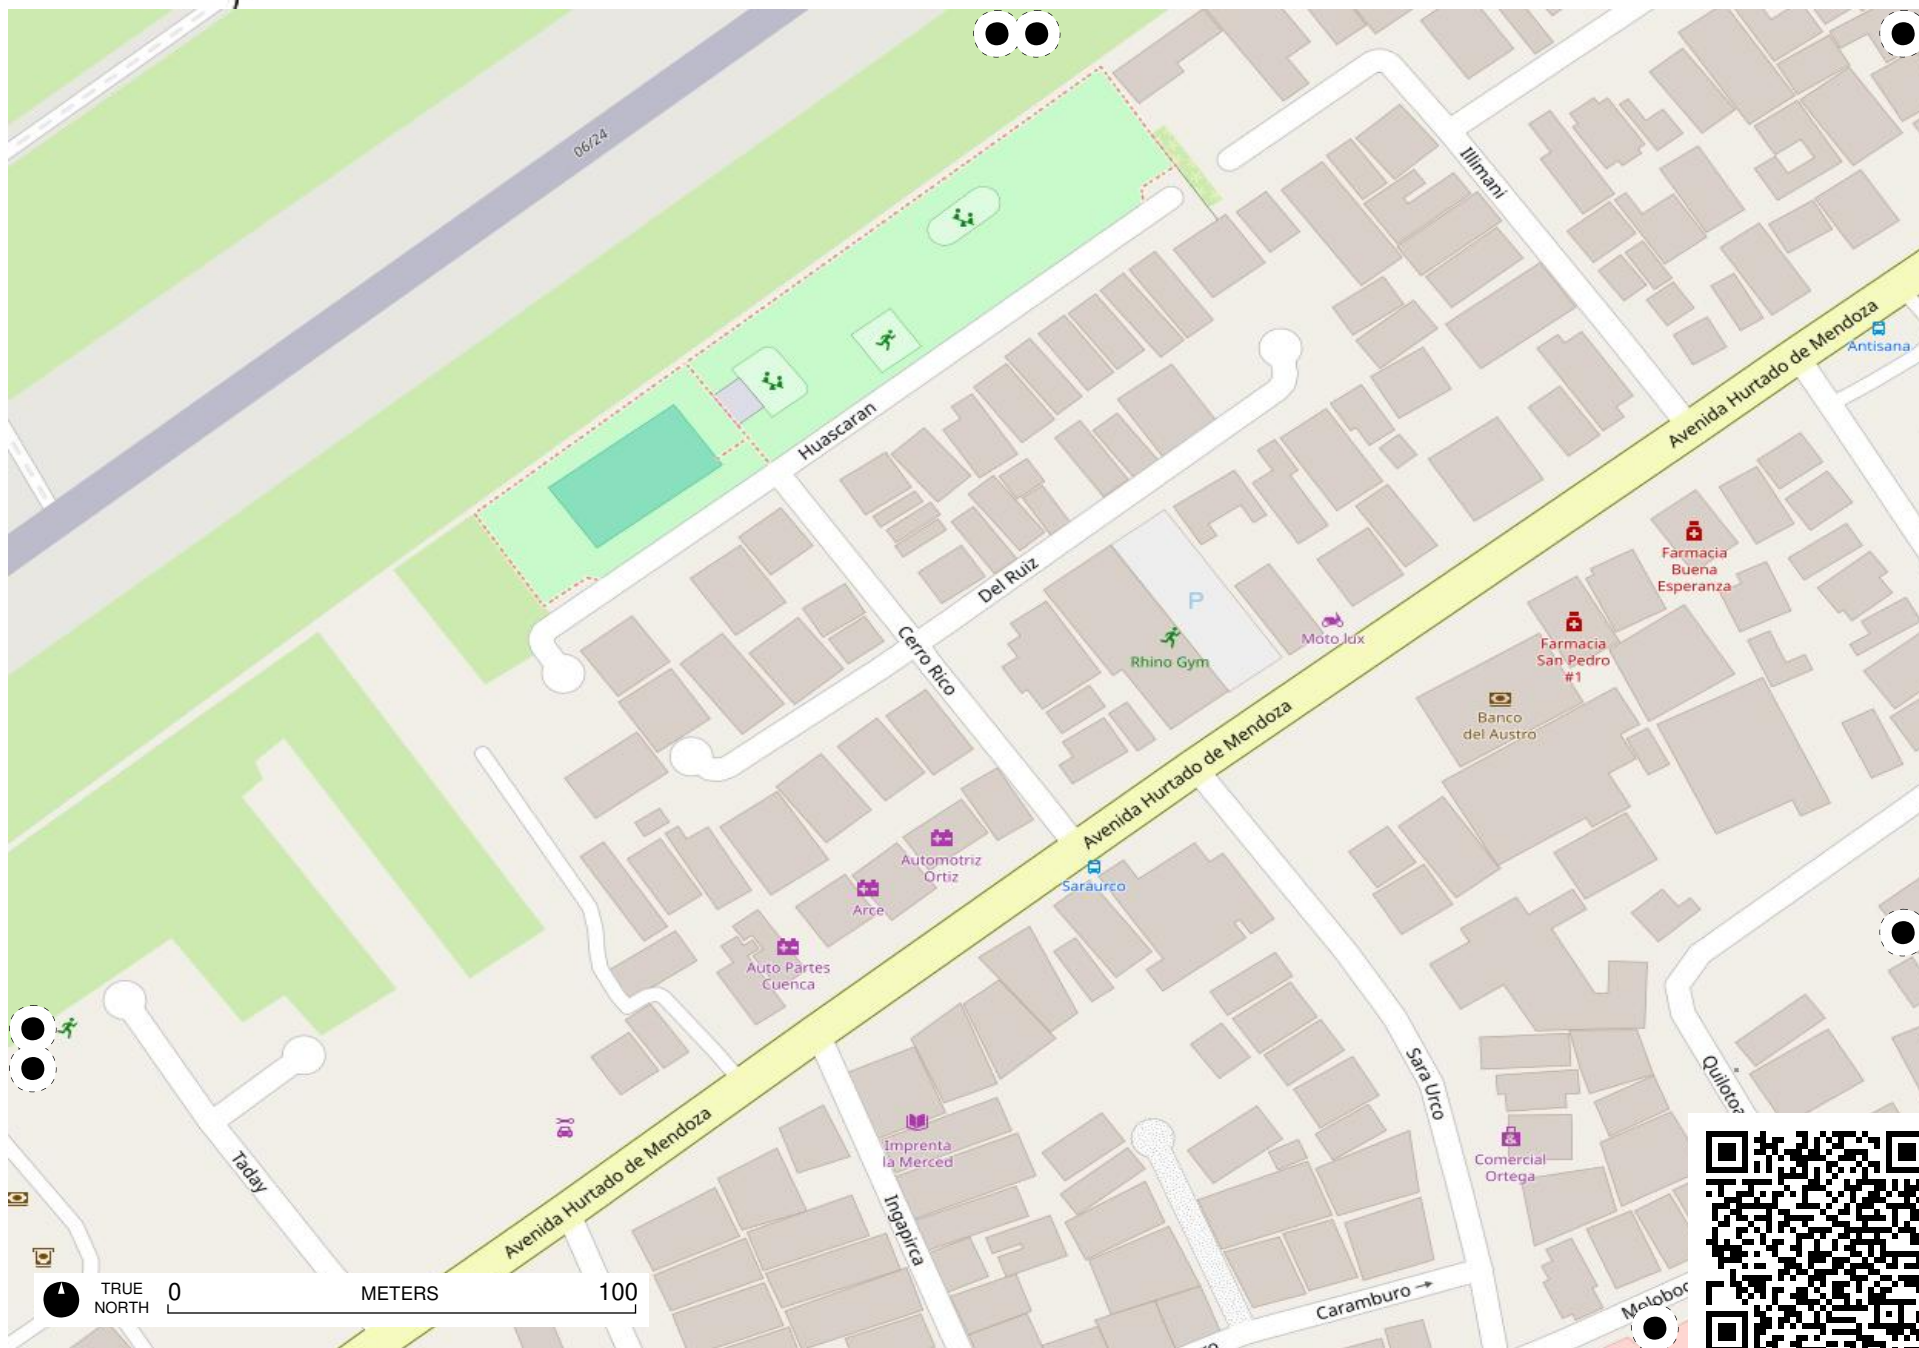 06/24
Illimani
Avenida Hurtado de Mendoza
Antisana
Huascaran
Farmacia
Buena
Esperanza
Del Ruiz
P
Cerro Rico
Rhino Gym
Moto lux
Farmacia
San Pedro
#1
Banco
del Austro
Avenida Hurtado de Mendoza
Automotriz
Ortiz
Saraurco
Arce
Auto Partes
Cuenca
Sara Urco
Quilotoa
Imprenta
la Merced
Comercial
Ortega
Taday
Avenida Hurtado de Mendoza
Ingapirca
TRUE
NORTH
0
METERS
100
Caramburo →